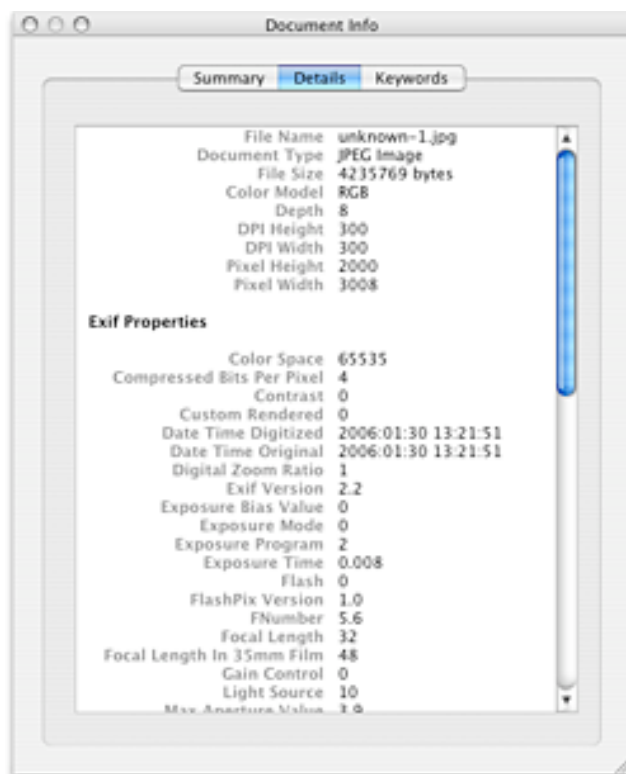 Document Info
Summary Details Keywords
File Name unknown-1.jpg
Document Type JPEG Image
File Size 4235769 bytes
Color Model RGB
Depth 8
DPI Height 300
DPI Width 300
Pixel Height 2000
Pixel Width 3008
Exif Properties
Color Space 65535
Compressed Bits Per Pixel 4
Contrast 0
Custom Rendered 0
Date Time Digitized 2006:01:30 13:21:51
Date Time Original 2006:01:30 13:21:51
Digital Zoom Ratio 1
Exif Version 2.2
Exposure Bias Value 0
Exposure Mode 0
Exposure Program 2
Exposure Time 0.008
Flash 0
FlashPix Version 1.0
FNumber 5.6
Focal Length 32
Focal Length In 35mm Film 48
Gain Control 0
Light Source 10
Max Aperture Value 3.9